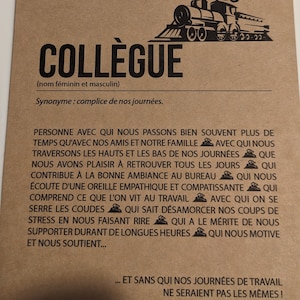 COLLÈGUE
(nom féminin et masculin)
Synonyme : complice de nos journées.
PERSONNE AVEC QUI NOUS PASSONS BIEN SOUVENT PLUS DE
TEMPS QU'AVEC NOS AMIS ET NOTRE FAMILLE AVEC QUI NOUS
TRAVERSONS LES HAUTS ET LES BAS DE NOS JOURNÉES QUE
NOUS AVONS PLAISIR À RETROUVER TOUS LES JOURS QUI
CONTRIBUE À LA BONNE AMBIANCE AU BUREAU QUI NOUS
ÉCOUTE D'UNE OREILLE EMPATHIQUE ET COMPATISSANTE QUI
COMPREND CE QUE L'ON VIT AU TRAVAIL AVEC QUI ON SE
SERRE LES COUDES QUI SAIT DÉSAMORCER NOS COUPS DE
STRESS EN NOUS FAISANT RIRE QUI A LE MÉRITE DE NOUS
SUPPORTER DURANT DE LONGUES HEURES QUI NOUS MOTIVE
ET NOUS SOUTIENT...
... ET SANS QUI NOS JOURNÉES DE TRAVAIL
NE SERAIENT PAS LES MÊMES !